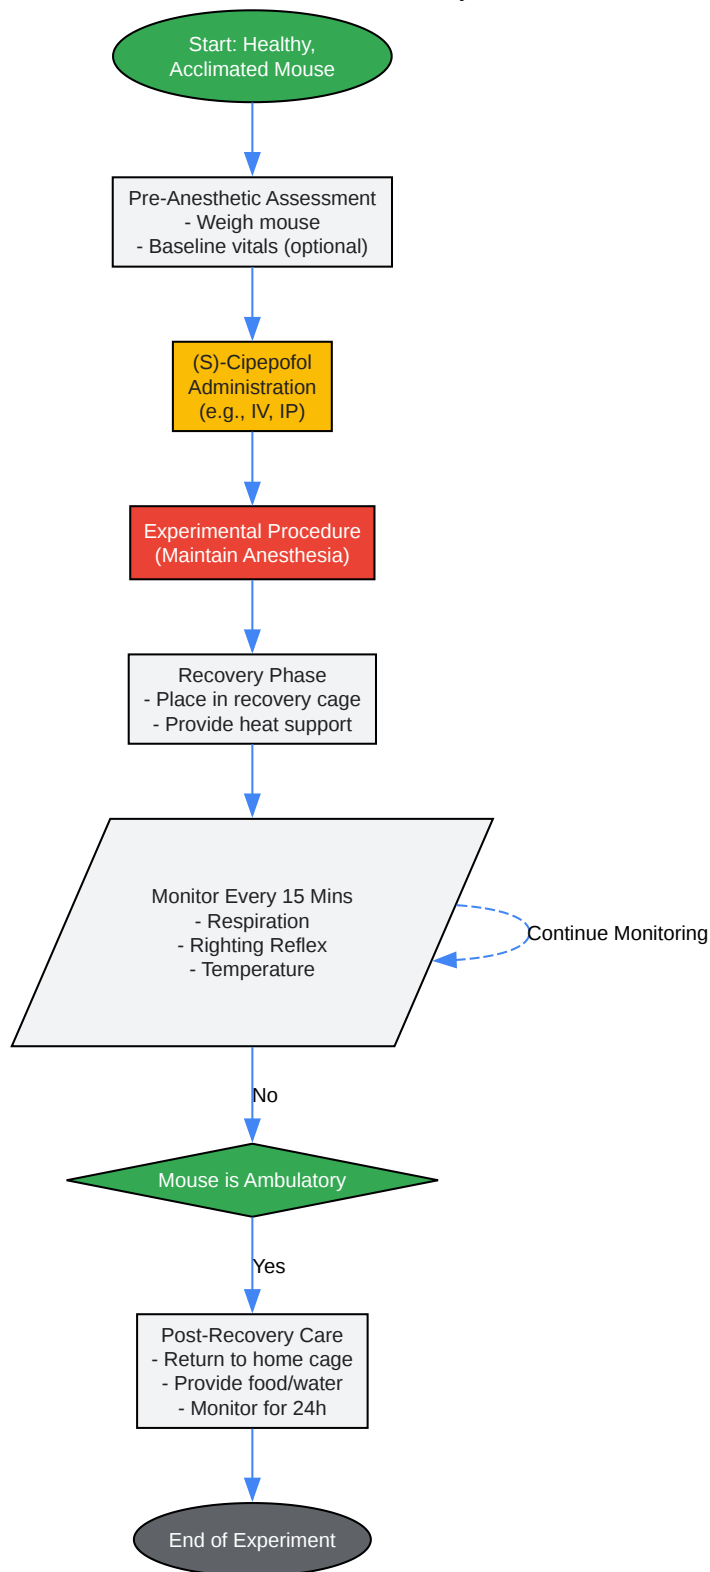 Start: Healthy,
Acclimated Mouse
Pre-Anesthetic Assessment
- Weigh mouse
- Baseline vitals (optional)
(S)-Cipepofol
Administration
(e.g., IV, IP)
Experimental Procedure
(Maintain Anesthesia)
Recovery Phase
- Place in recovery cage
- Provide heat support
Monitor Every 15 Mins
- Respiration
- Righting Reflex
- Temperature
Continue Monitoring
No
Mouse is Ambulatory
Yes
Post-Recovery Care
- Return to home cage
- Provide food/water
- Monitor for 24h
End of Experiment